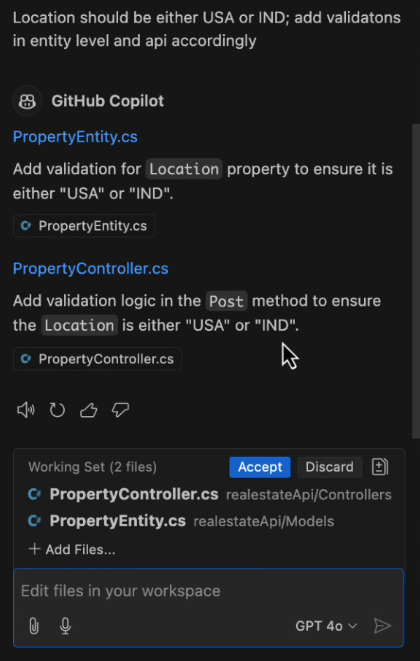 Location should be either USA or IND; add validatons
in entity level and api accordingly
GitHub Copilot
PropertyEntity.cs
Add validation for Location property to ensure it is
either "USA" or "IND".
PropertyEntity.cs
PropertyController.cs
Add validation logic in the Post method to ensure
the Location is either "USA" or "IND".
PropertyController.cs
Working Set (2 files) Accept Discard
PropertyController.cs realestateApi/Controllers
PropertyEntity.cs realestateApi/Models
+ Add Files...
Edit files in your workspace
GPT 4o